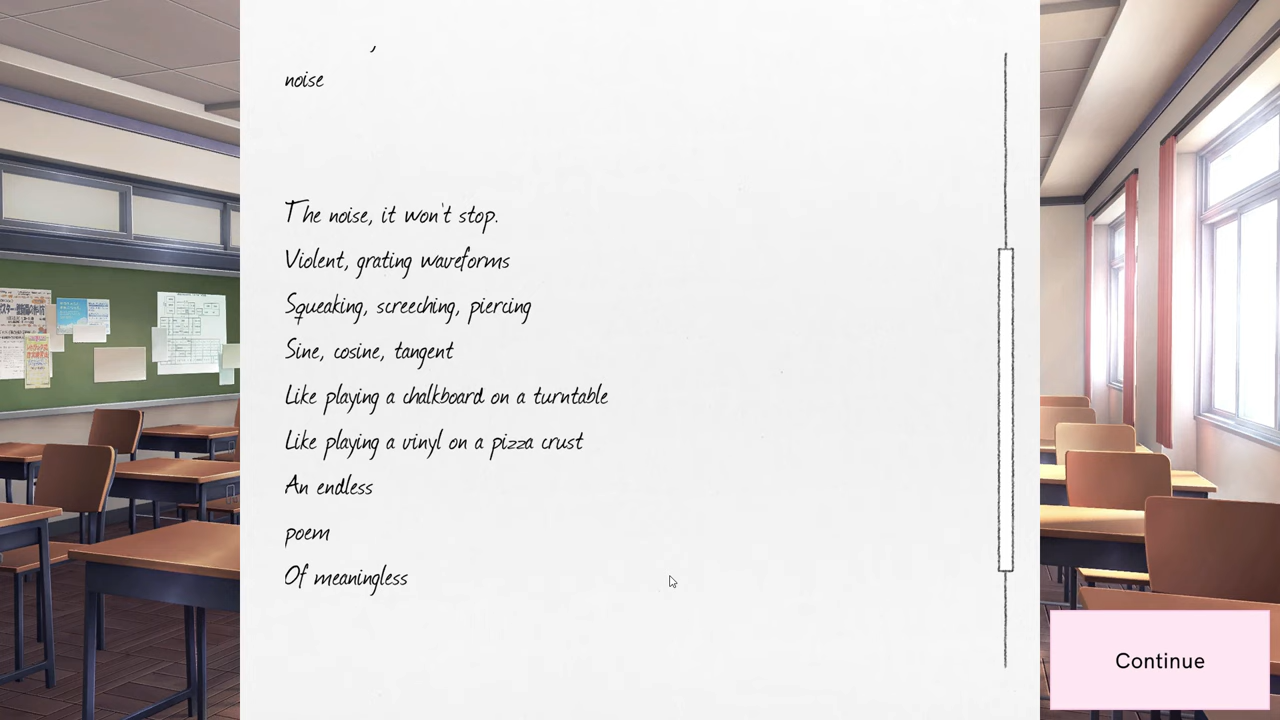 noise
The noise, it won't stop.
Violent, grating waveforms
Squeaking, screeching, piercing
Sine, cosine, tangent
Like playing a chalkboard on a turntable
Like playing a vinyl on a pizza crust
An endless
poem
Of meaningless
Continue